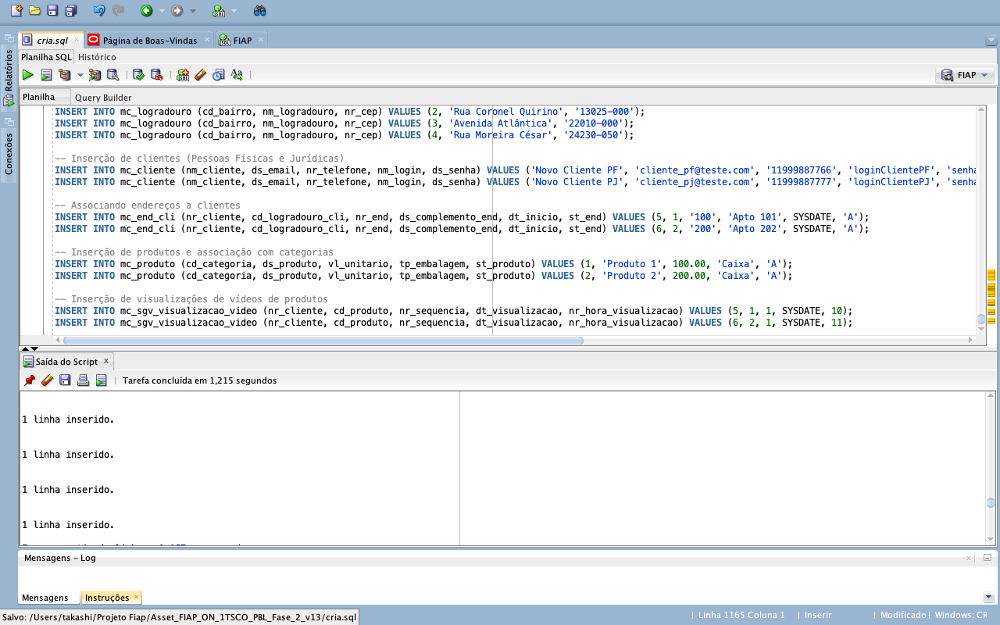 cria.sql
Página de Boas-Vindas
FIAP
Planilha SQL
Histórico
Relatórios
Conexões
FIAP
Planilha
Query Builder
INSERT INTO mc_logradouro (cd_bairro, nm_logradouro, nr_cep) VALUES (2, 'Rua Coronel Quirino', '13025-000');
INSERT INTO mc_logradouro (cd_bairro, nm_logradouro, nr_cep) VALUES (3, 'Avenida Atlântica', '22010-000');
INSERT INTO mc_logradouro (cd_bairro, nm_logradouro, nr_cep) VALUES (4, 'Rua Moreira César', '24230-050');
-- Inserção de clientes (Pessoas Físicas e Jurídicas)
INSERT INTO mc_cliente (nm_cliente, ds_email, nr_telefone, nm_login, ds_senha) VALUES ('Novo Cliente PF', 'cliente_pf@teste.com', '11999887766', 'loginClientePF', 'senha
INSERT INTO mc_cliente (nm_cliente, ds_email, nr_telefone, nm_login, ds_senha) VALUES ('Novo Cliente PJ', 'cliente_pj@teste.com', '11999887777', 'loginClientePJ', 'senha
-- Associando endereços a clientes
INSERT INTO mc_end_cli (nr_cliente, cd_logradouro_cli, nr_end, ds_complemento_end, dt_inicio, st_end) VALUES (5, 1, '100', 'Apto 101', SYSDATE, 'A');
INSERT INTO mc_end_cli (nr_cliente, cd_logradouro_cli, nr_end, ds_complemento_end, dt_inicio, st_end) VALUES (6, 2, '200', 'Apto 202', SYSDATE, 'A');
-- Inserção de produtos e associação com categorias
INSERT INTO mc_produto (cd_categoria, ds_produto, vl_unitario, tp_embalagem, st_produto) VALUES (1, 'Produto 1', 100.00, 'Caixa', 'A');
INSERT INTO mc_produto (cd_categoria, ds_produto, vl_unitario, tp_embalagem, st_produto) VALUES (2, 'Produto 2', 200.00, 'Caixa', 'A');
-- Inserção de visualizações de vídeos de produtos
INSERT INTO mc_sgv_visualizacao_video (nr_cliente, cd_produto, nr_sequencia, dt_visualizacao, nr_hora_visualizacao) VALUES (5, 1, 1, SYSDATE, 10);
INSERT INTO mc_sgv_visualizacao_video (nr_cliente, cd_produto, nr_sequencia, dt_visualizacao, nr_hora_visualizacao) VALUES (6, 2, 1, SYSDATE, 11);
Saída do Script
Tarefa concluída em 1,215 segundos
1 linha inserido.
1 linha inserido.
1 linha inserido.
1 linha inserido.
Mensagens - Log
Mensagens
Instruções
Salvo: /Users/takashi/Projeto Fiap/Asset_FIAP_ON_1TSCO_PBL_Fase_2_v13/cria.sql
Linha 1165 Coluna 1
Inserir
Modificado
Windows: CR